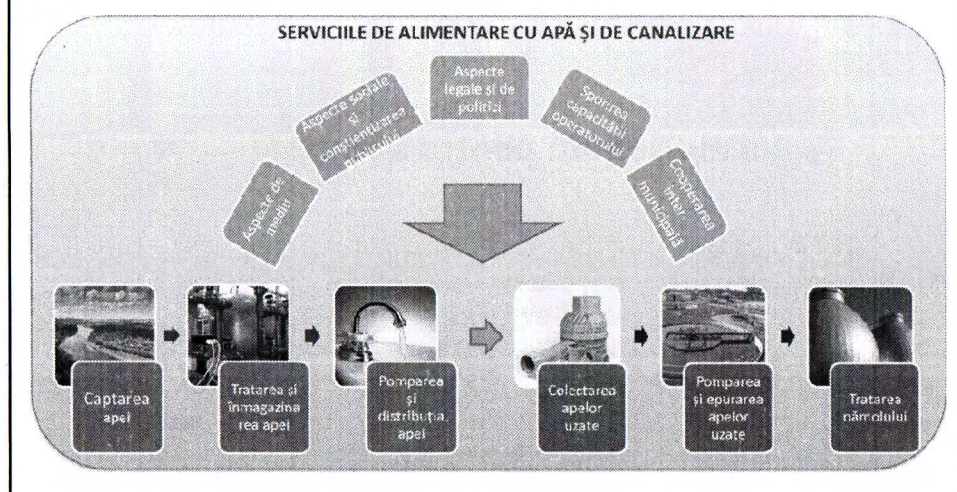 SERVICIILE DE ALIMENTARE CU APĂ ȘI DE CANALIZARE
Aspecte de
mediu
Aspecte sociale
și
conștientizarea
publicului
Aspecte
legale și de
politizi
Sporirea
capacității
operatorului
Cooperarea
inter-
municipală
Captarea
apei
Tratarea și
înmagazina
rea apei
Pomparea
și
distribuția
apei
Colectarea
apelor
uzate
Pomparea
și epurarea
apelor
uzate
Tratarea
nămolului